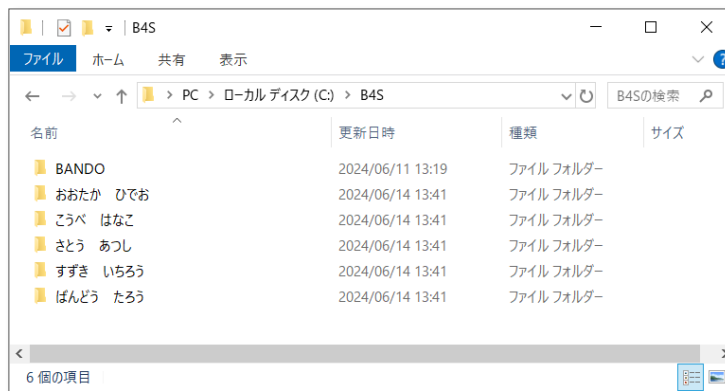 B4S
ファイル ホーム 共有 表示
PC > ローカル ディスク (C:) > B4S B4Sの検索
名前 更新日時 種類 サイズ
BANDO 2024/06/11 13:19 ファイル フォルダー
おおたか　ひでお 2024/06/14 13:41 ファイル フォルダー
こうべ　はなこ 2024/06/14 13:41 ファイル フォルダー
さとう　あつし 2024/06/14 13:41 ファイル フォルダー
すずき　いちろう 2024/06/14 13:41 ファイル フォルダー
ばんどう　たろう 2024/06/14 13:41 ファイル フォルダー
6 個の項目